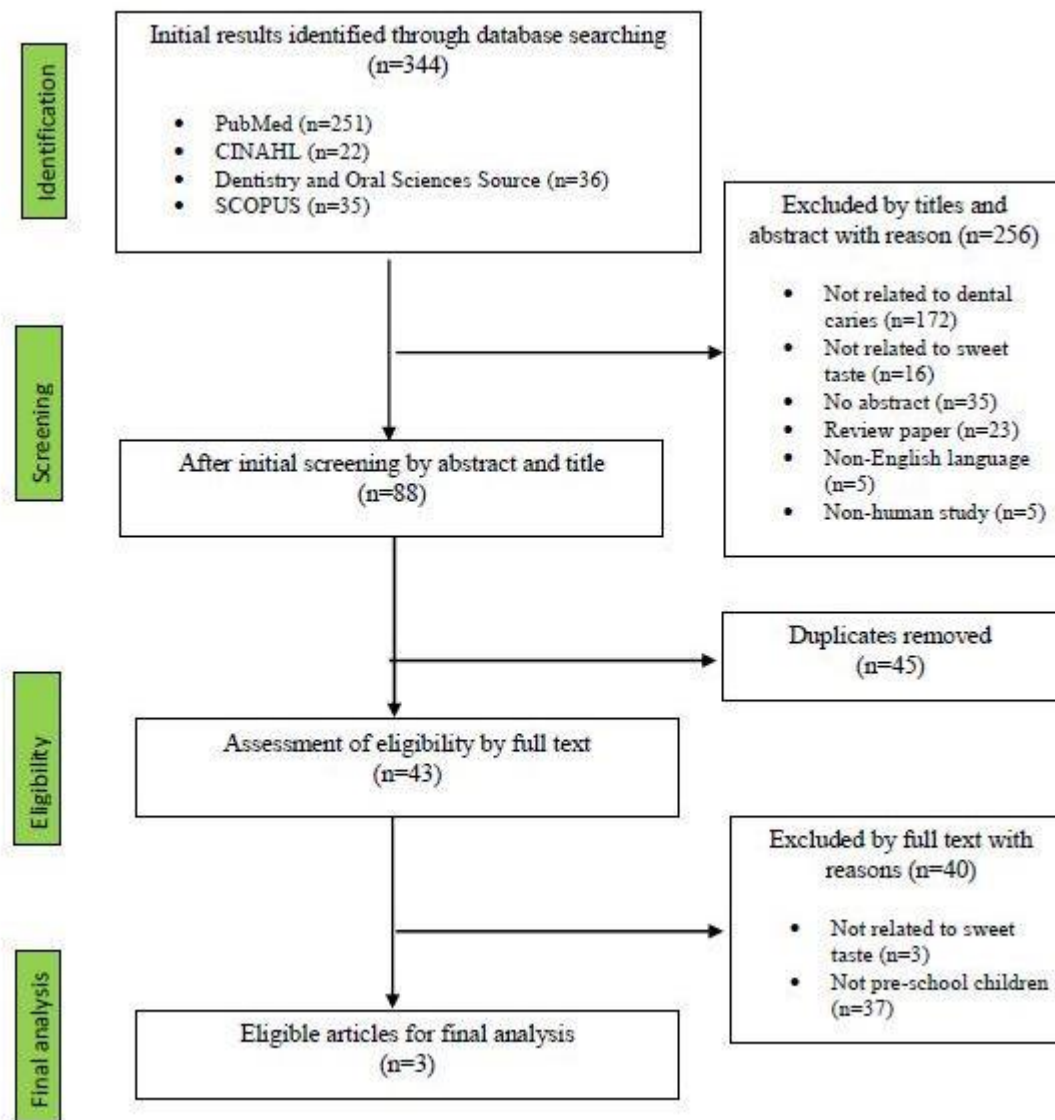 Identification
Initial results identified through database searching
(n=344)
• PubMed (n=251)
• CINAHL (n=22)
• Dentistry and Oral Sciences Source (n=36)
• SCOPUS (n=35)
Excluded by titles and
abstract with reason (n=256)
• Not related to dental
caries (n=172)
• Not related to sweet
taste (n=16)
• No abstract (n=35)
• Review paper (n=23)
• Non-English language
(n=5)
• Non-human study (n=5)
Screening
After initial screening by abstract and title
(n=88)
Duplicates removed
(n=45)
Eligibility
Assessment of eligibility by full text
(n=43)
Excluded by full text with
reasons (n=40)
• Not related to sweet
taste (n=3)
• Not pre-school children
(n=37)
Final analysis
Eligible articles for final analysis
(n=3)